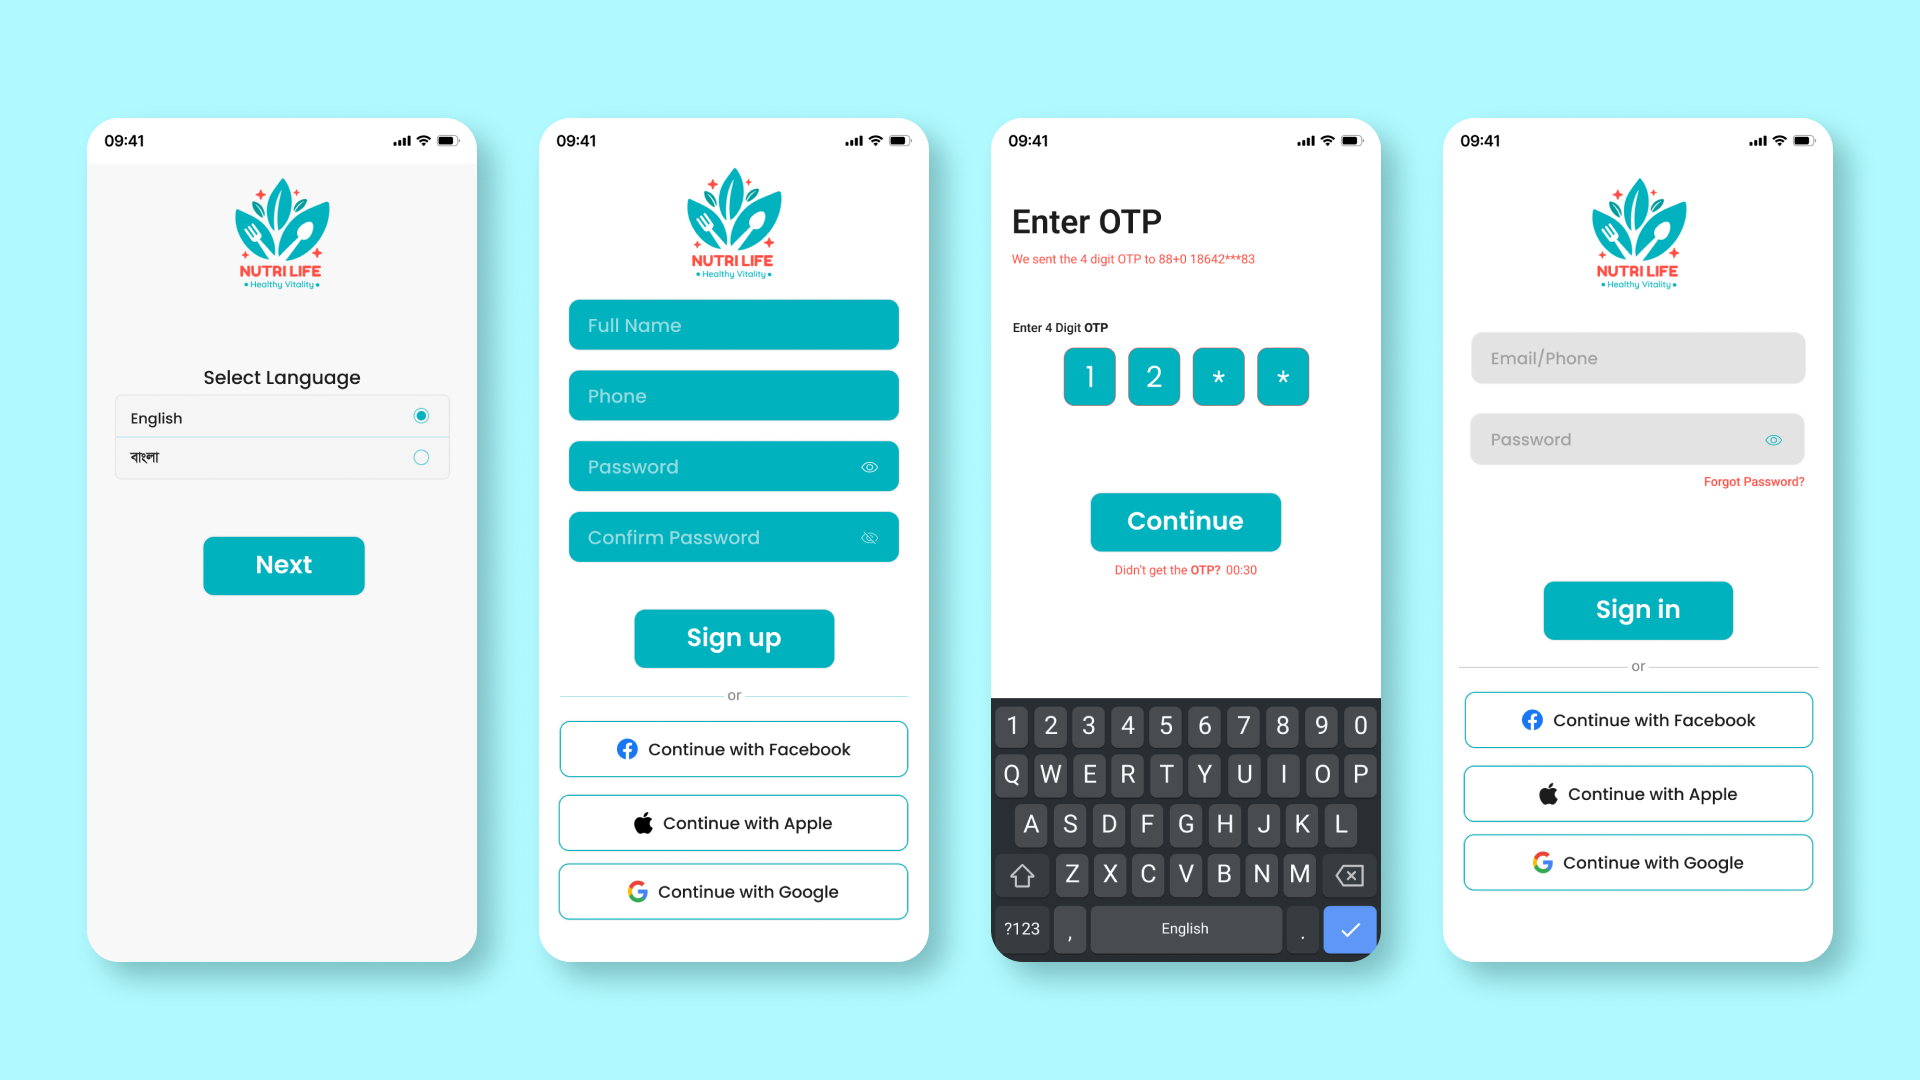 09:41
NUTRI LIFE
• Healthy Vitality •
Select Language
English
বাংলা
Next
09:41
NUTRI LIFE
• Healthy Vitality •
Full Name
Phone
Password
Confirm Password
Sign up
or
Continue with Facebook
Continue with Apple
Continue with Google
09:41
Enter OTP
We sent the 4 digit OTP to 88+0 18642***83
Enter 4 Digit OTP
1 2 * *
Continue
Didn't get the OTP? 00:30
1 2 3 4 5 6 7 8 9 0
Q W E R T Y U I O P
A S D F G H J K L
Z X C V B N M
?123 , English .
09:41
NUTRI LIFE
• Healthy Vitality •
Email/Phone
Password
Forgot Password?
Sign in
or
Continue with Facebook
Continue with Apple
Continue with Google